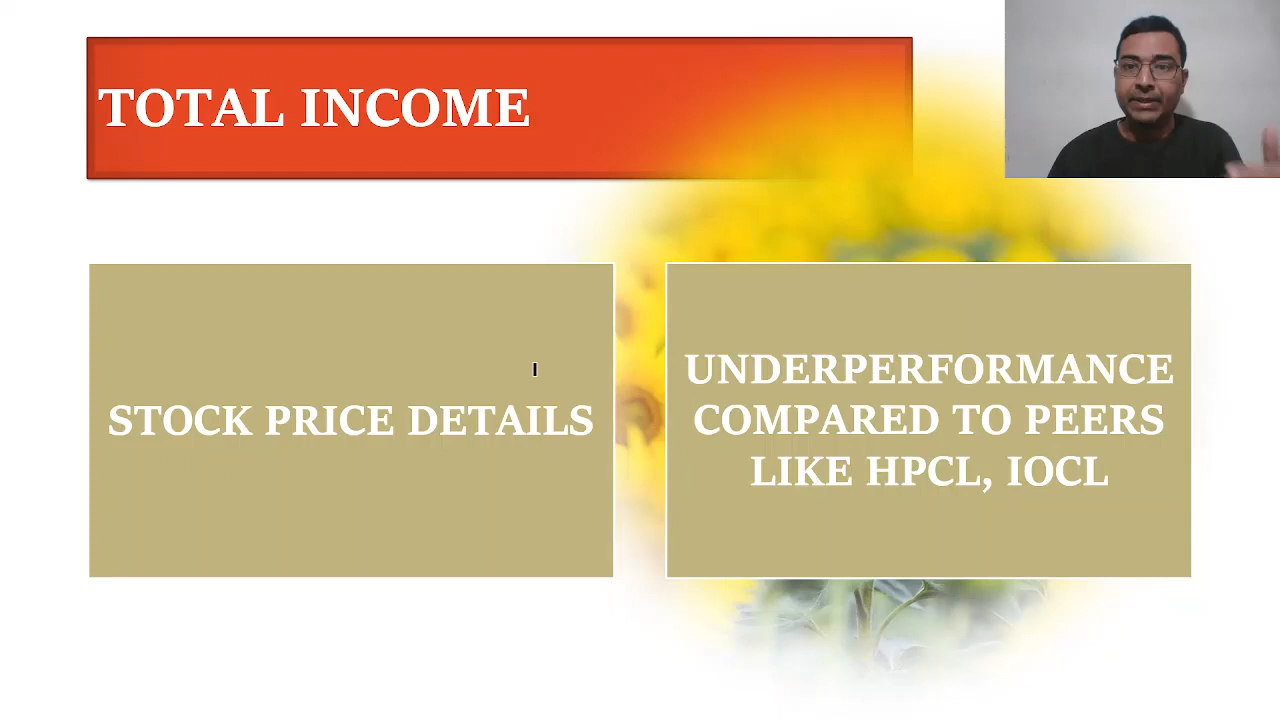 TOTAL INCOME
STOCK PRICE DETAILS
UNDERPERFORMANCE
COMPARED TO PEERS
LIKE HPCL, IOCL